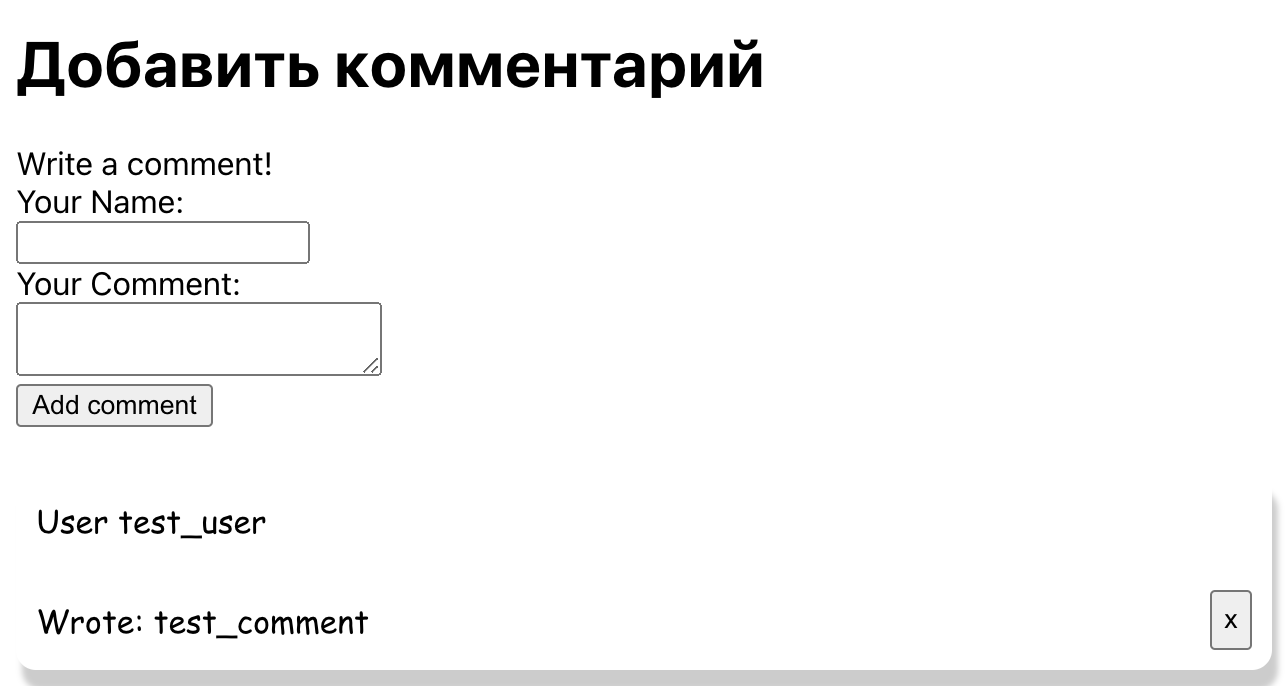 Добавить комментарий
Write a comment!
Your Name:
Your Comment:
Add comment
User test_user
Wrote: test_comment
x